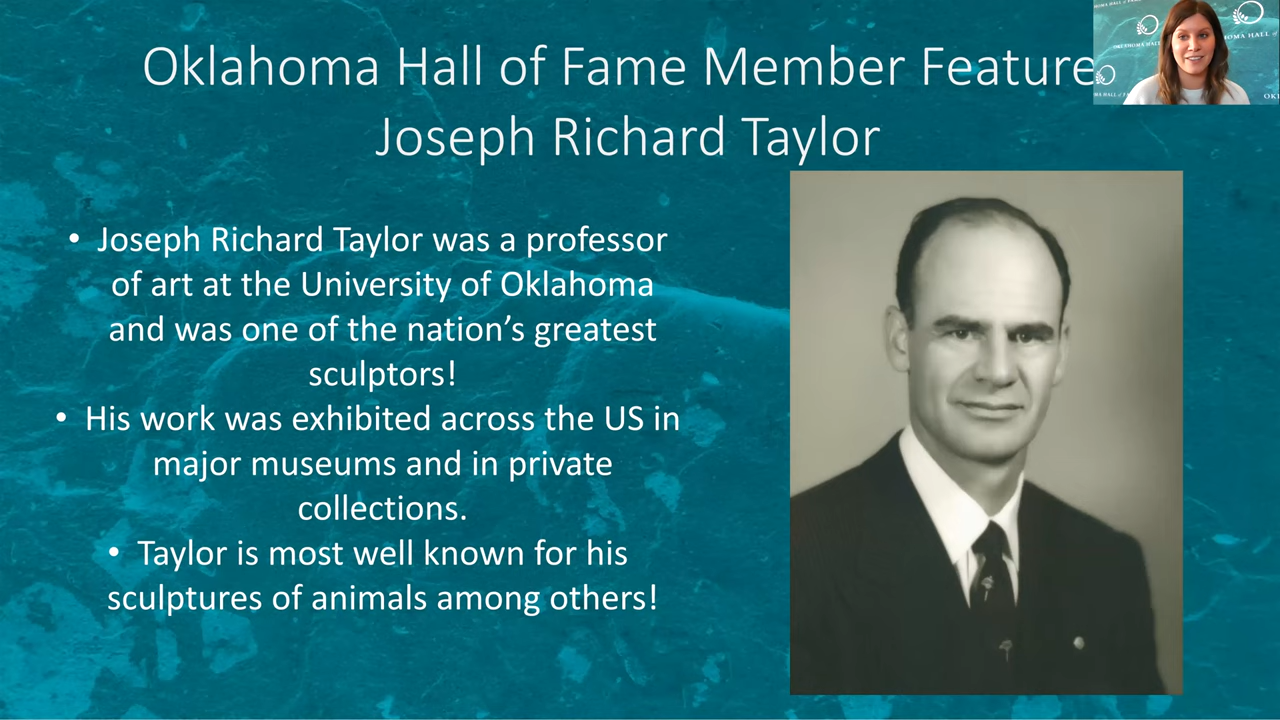 Oklahoma Hall of Fame Member Feature
Joseph Richard Taylor
OKLAHOMA HALL
• Joseph Richard Taylor was a professor
of art at the University of Oklahoma
and was one of the nation’s greatest
sculptors!
• His work was exhibited across the US in
major museums and in private
collections.
• Taylor is most well known for his
sculptures of animals among others!